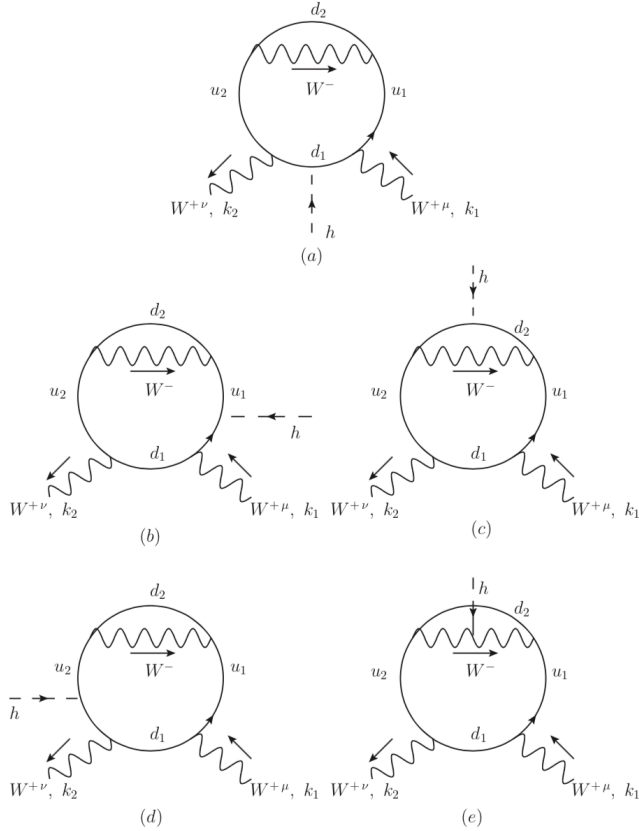 d₂
W⁻
u₂ u₁
d₁
W⁺ᵛ, k₂ W⁺ᵘ, k₁
h
(a)
h
d₂ d₂
W⁻ W⁻
u₂ u₁ u₂ u₁
h
d₁ d₁
W⁺ᵛ, k₂ W⁺ᵘ, k₁ W⁺ᵛ, k₂ W⁺ᵘ, k₁
(b) (c)
h
d₂ d₂
u₂ W⁻ u₁ u₂ W⁻ u₁
h
d₁ d₁
W⁺ᵛ, k₂ W⁺ᵘ, k₁ W⁺ᵛ, k₂ W⁺ᵘ, k₁
(d) (e)